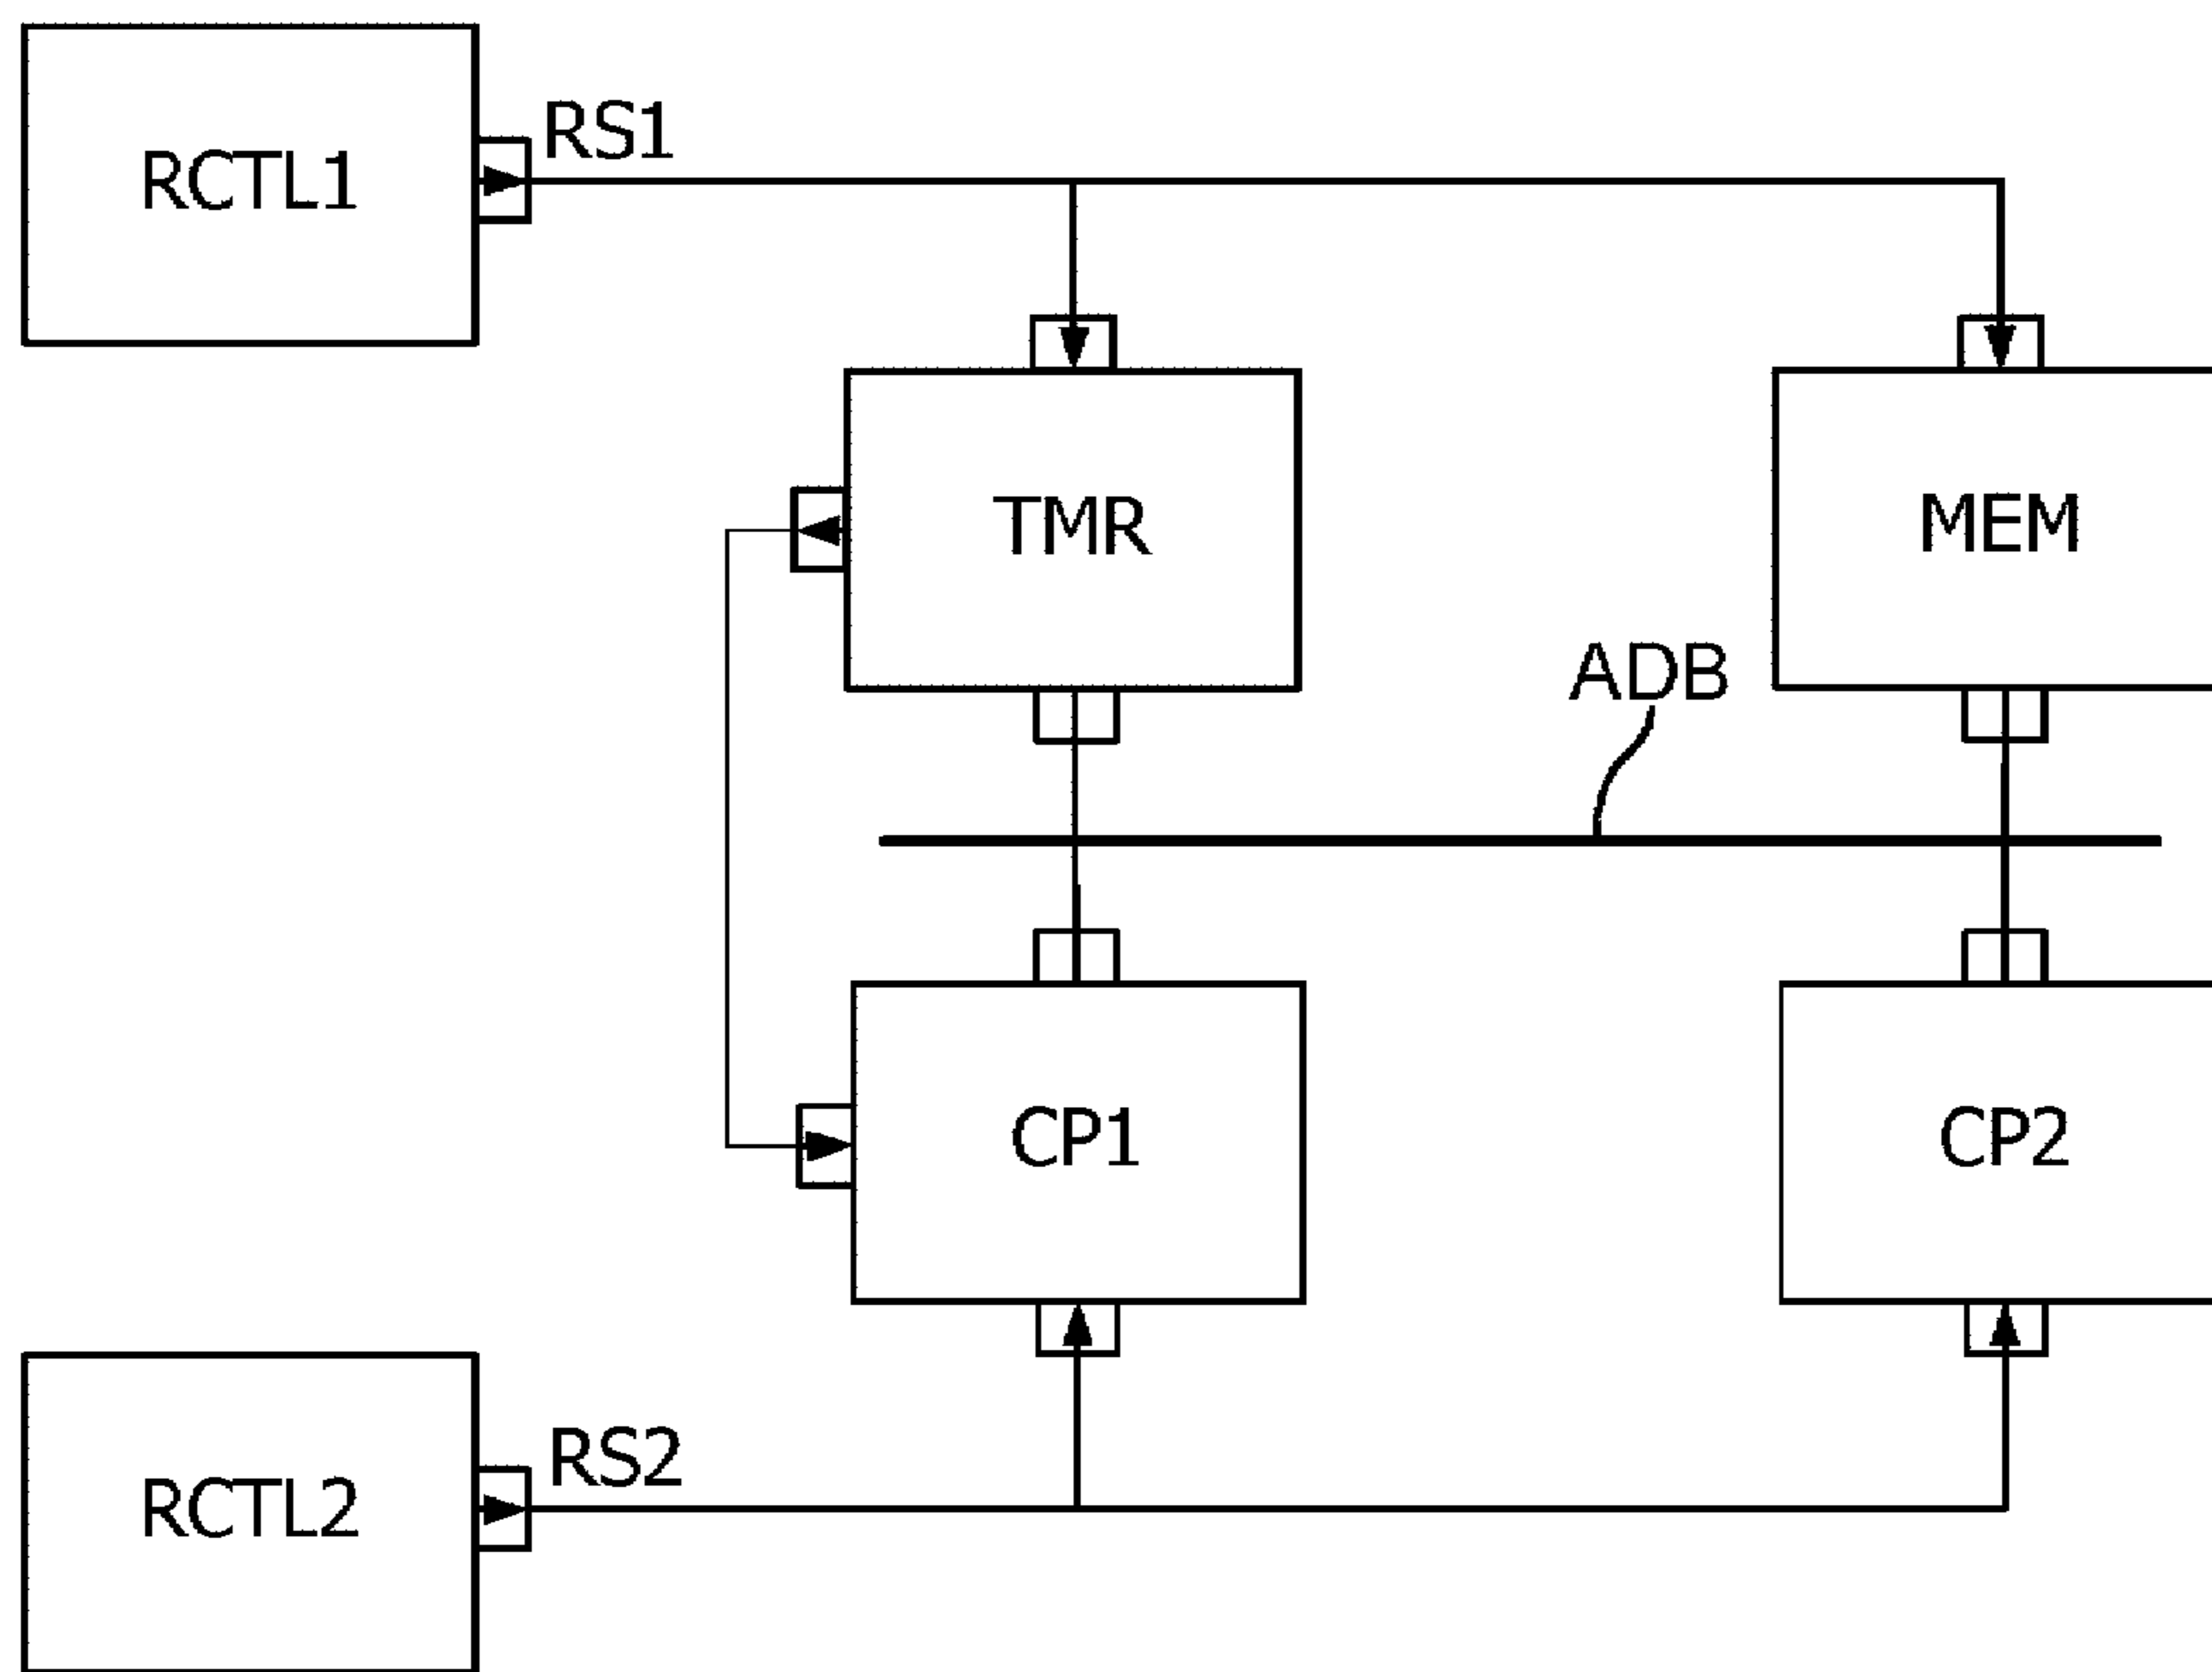 RS1
RCTL1
TMR
MEM
ADB
CP1
CP2
RS2
RCTL2